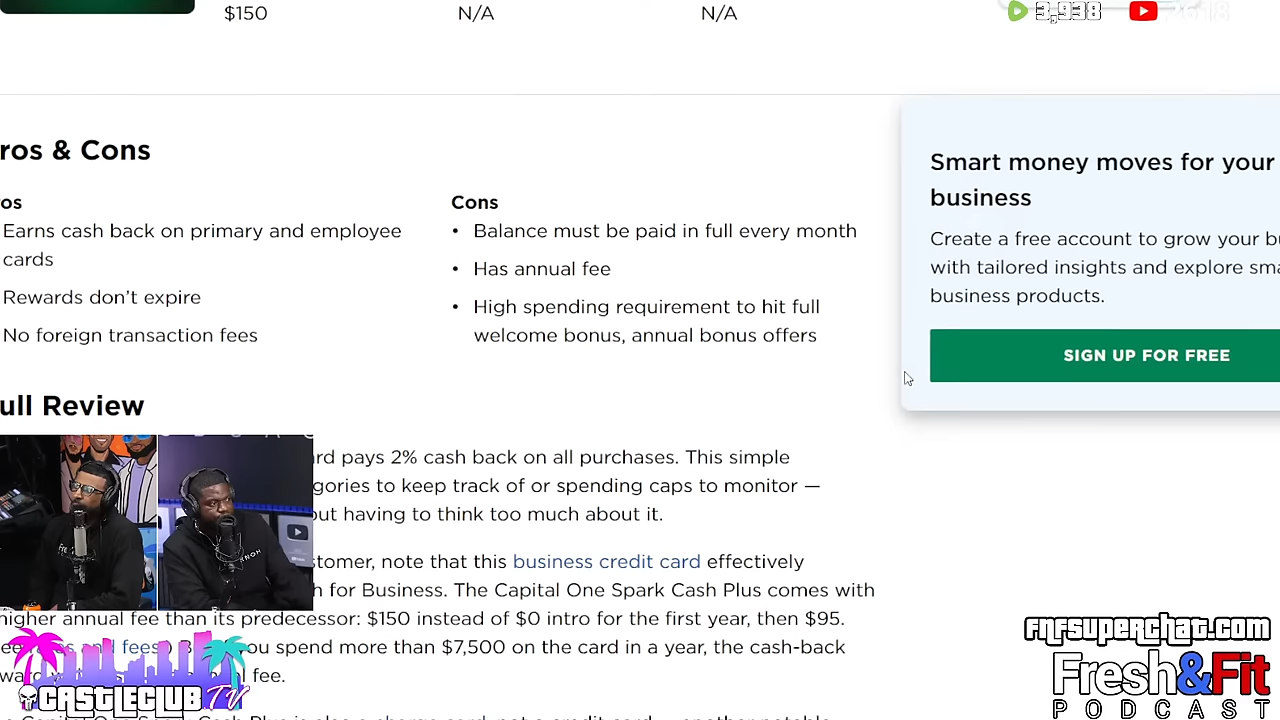 $150
N/A
N/A
3,938
ros & Cons
os
Earns cash back on primary and employee
cards
Rewards don't expire
No foreign transaction fees
Cons
• Balance must be paid in full every month
• Has annual fee
• High spending requirement to hit full
welcome bonus, annual bonus offers
Smart money moves for your
business
Create a free account to grow your bu
with tailored insights and explore sma
business products.
SIGN UP FOR FREE
ull Review
rd pays 2% cash back on all purchases. This simple
gories to keep track of or spending caps to monitor —
out having to think too much about it.
stomer, note that this business credit card effectively
h for Business. The Capital One Spark Cash Plus comes with
higher annual fee than its predecessor: $150 instead of $0 intro for the first year, then $95.
and fees you spend more than $7,500 on the card in a year, the cash-back
l fee.
CASTLECLUB TV
fnfsuperchat.com
Fresh&Fit
PODCAST